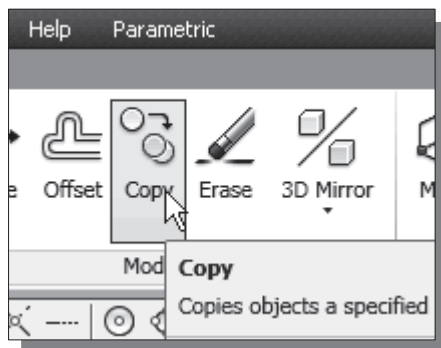 Help Parametric
Offset Copy Erase 3D Mirror M
Mod
Copy
Copies objects a specified